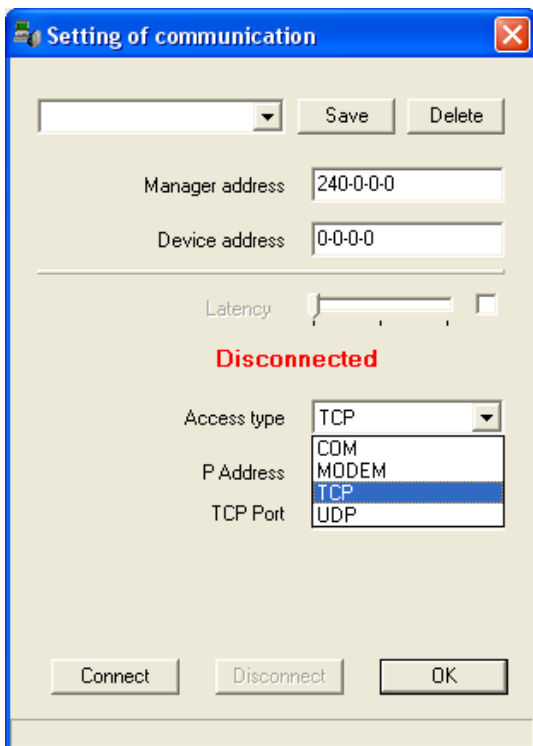 Setting of communication
Save Delete
Manager address 240-0-0-0
Device address 0-0-0-0
Latency
Disconnected
Access type TCP
COM
P Address MODEM
TCP
TCP Port UDP
Connect Disconnect OK